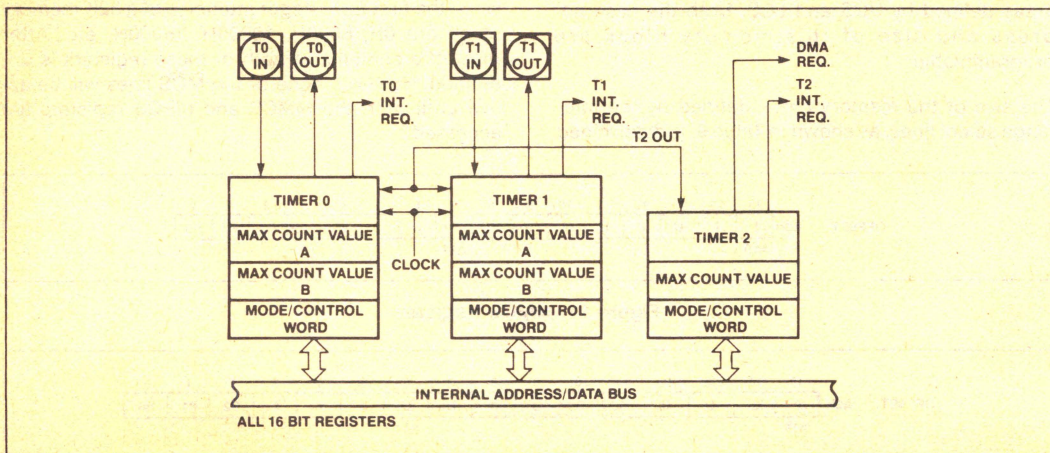 T0
IN
T0
OUT
T0
INT.
REQ.
T1
IN
T1
OUT
T1
INT.
REQ.
DMA
REQ.
T2
INT.
REQ.
T2 OUT
TIMER 0
MAX COUNT VALUE
A
MAX COUNT VALUE
B
MODE/CONTROL
WORD
CLOCK
TIMER 1
MAX COUNT VALUE
A
MAX COUNT VALUE
B
MODE/CONTROL
WORD
TIMER 2
MAX COUNT VALUE
MODE/CONTROL
WORD
INTERNAL ADDRESS/DATA BUS
ALL 16 BIT REGISTERS